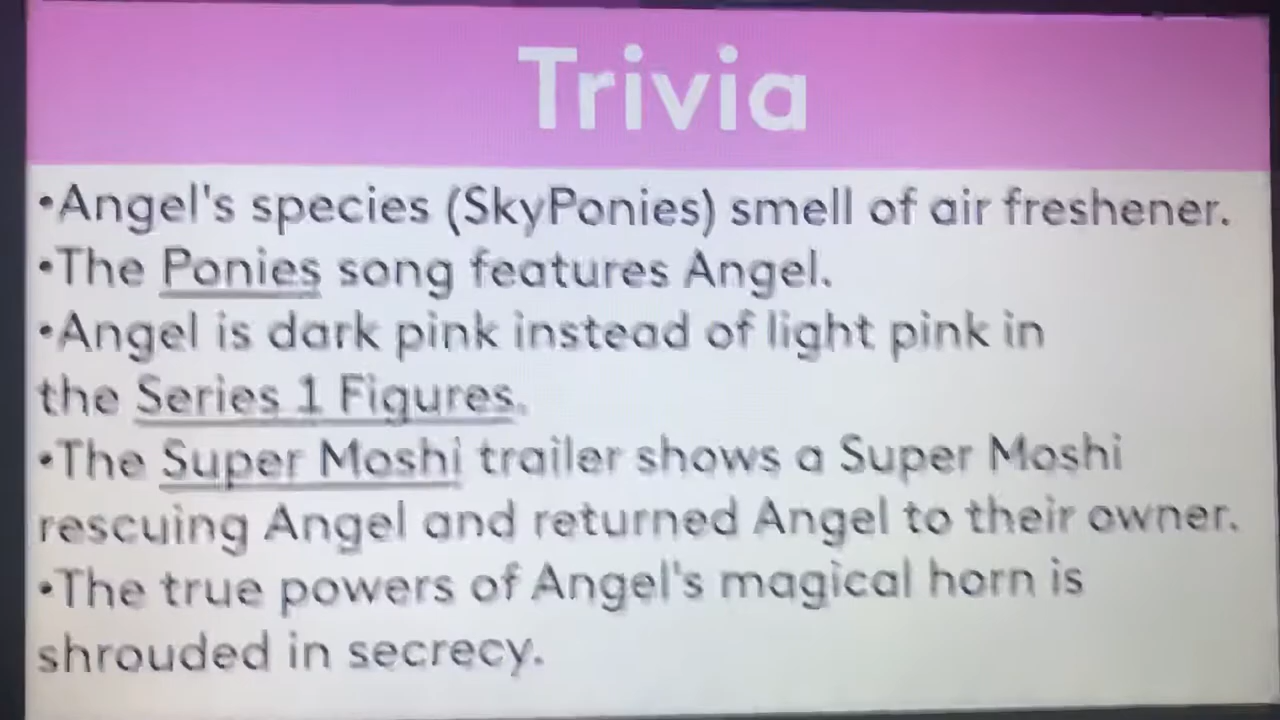 Trivia
•Angel's species (SkyPonies) smell of air freshener.
•The Ponies song features Angel.
•Angel is dark pink instead of light pink in
the Series 1 Figures.
•The Super Moshi trailer shows a Super Moshi
rescuing Angel and returned Angel to their owner.
•The true powers of Angel's magical horn is
shrouded in secrecy.